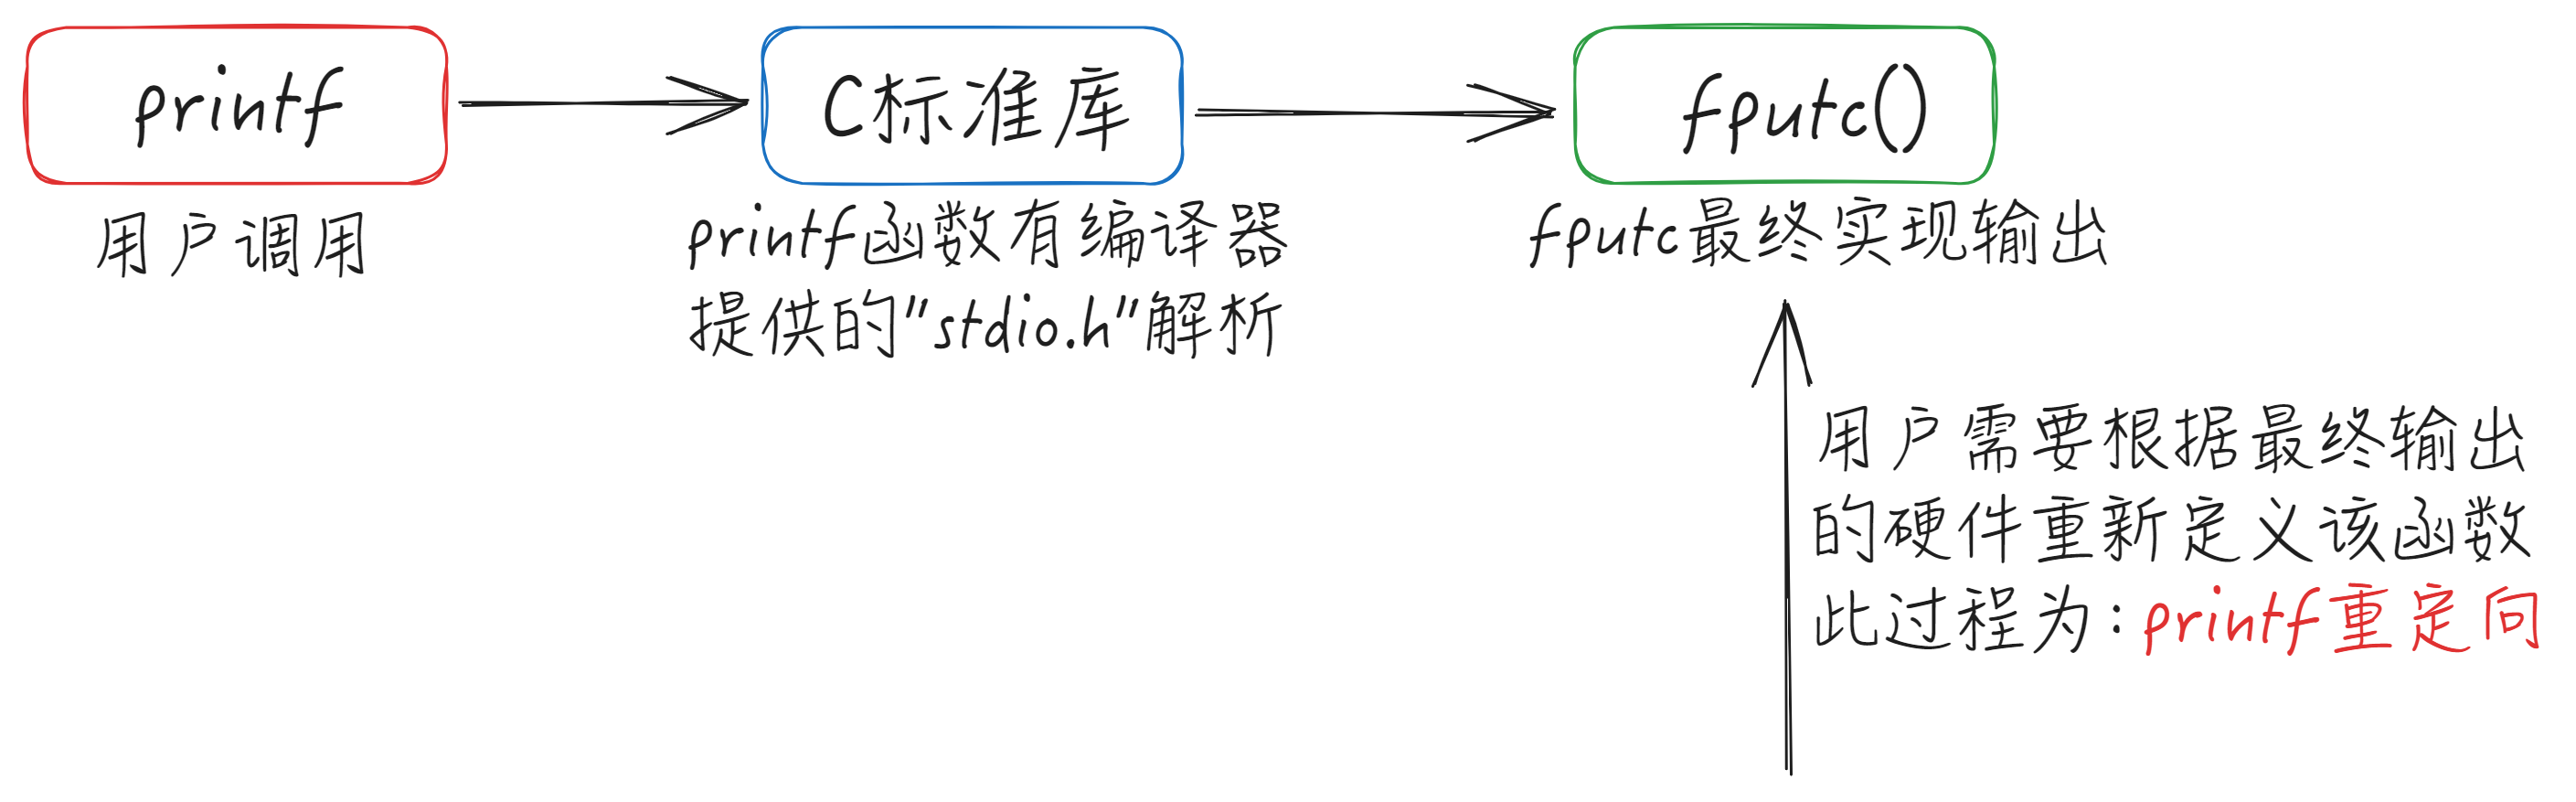 printf
C标准库
fputc()
用户调用
printf函数有编译器
提供的"stdio.h"解析
fputc最终实现输出
用户需要根据最终输出
的硬件重新定义该函数
此过程为:printf重定向